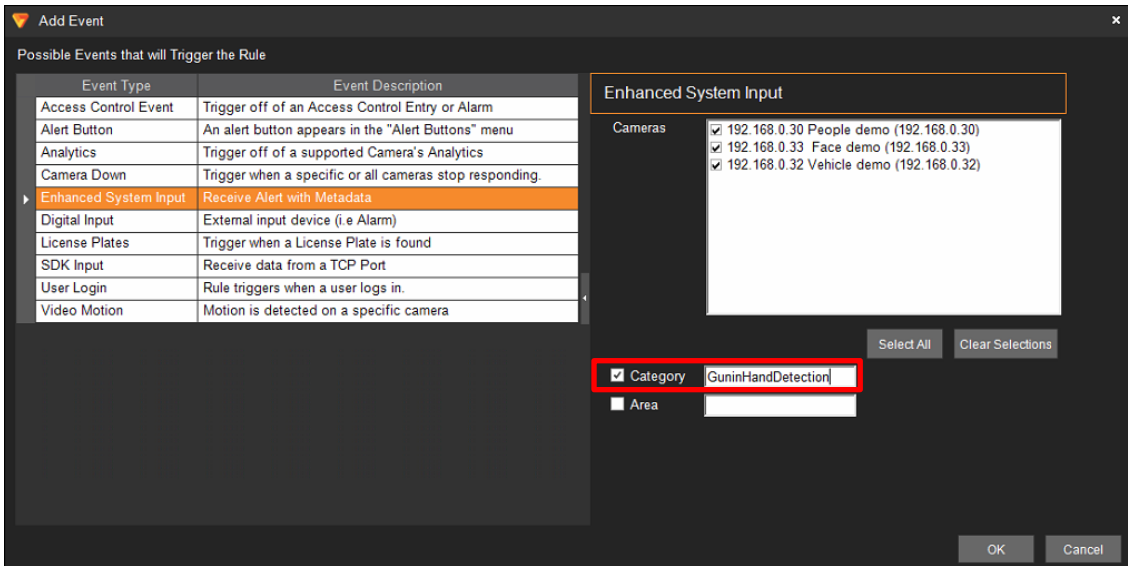 Add Event
Possible Events that will Trigger the Rule
Event Type Event Description
Access Control Event Trigger off of an Access Control Entry or Alarm
Alert Button An alert button appears in the "Alert Buttons" menu
Analytics Trigger off of a supported Camera's Analytics
Camera Down Trigger when a specific or all cameras stop responding.
Enhanced System Input Receive Alert with Metadata
Digital Input External input device (i.e Alarm)
License Plates Trigger when a License Plate is found
SDK Input Receive data from a TCP Port
User Login Rule triggers when a user logs in.
Video Motion Motion is detected on a specific camera
Enhanced System Input
Cameras
192.168.0.30 People demo (192.168.0.30)
192.168.0.33 Face demo (192.168.0.33)
192.168.0.32 Vehicle demo (192.168.0.32)
Select All Clear Selections
Category GuninHandDetection
Area
OK Cancel